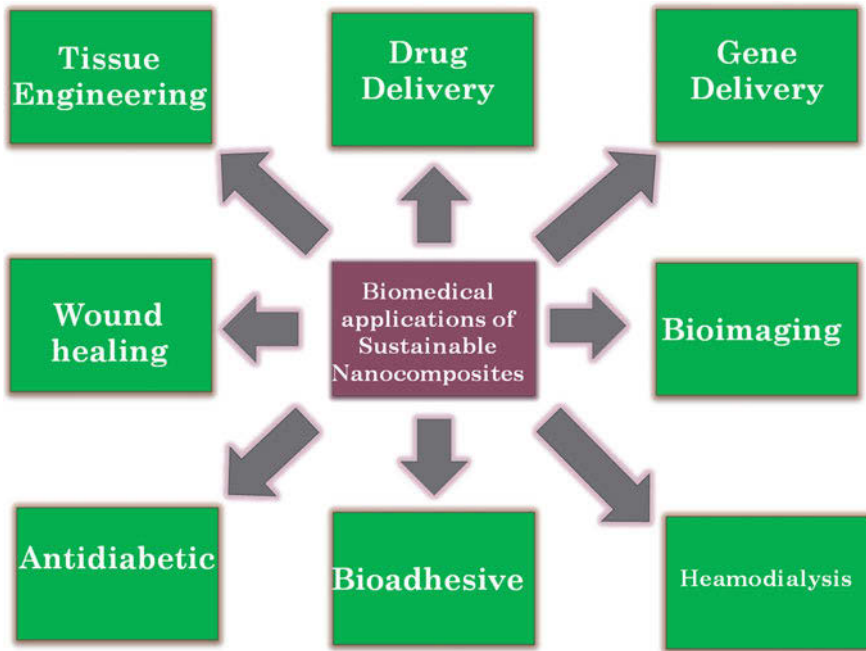 Tissue
Engineering
Drug
Delivery
Gene
Delivery
Wound
healing
Biomedical
applications of
Sustainable
Nanocomposites
Bioimaging
Antidiabetic
Bioadhesive
Heamodialysis